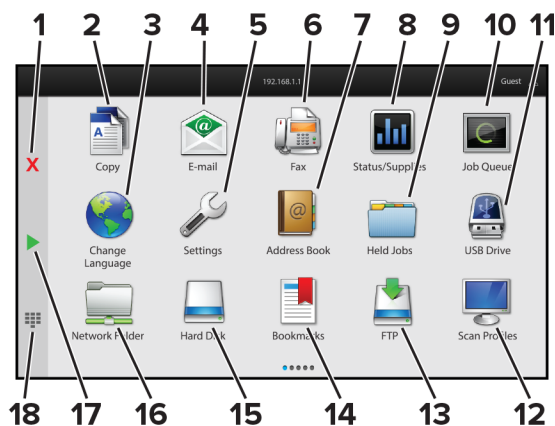 1 2 3 4 5 6 7 8 9 10 11
192.168.1.1
Guest
X
Copy
E-mail
Fax
Status/Supplies
Job Queue
Change
Language
Settings
Address Book
Held Jobs
USB Drive
Network Folder
Hard Disk
Bookmarks
FTP
Scan Profiles
18 17 16 15 14 13 12